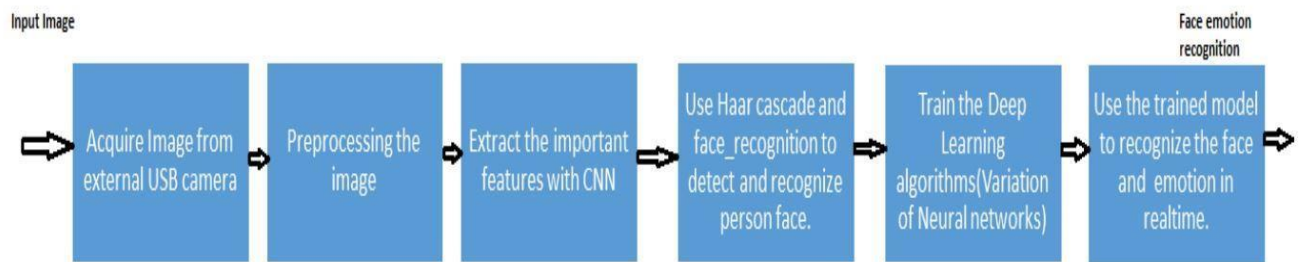 Input Image
Face emotion
recognition
Acquire Image from
external USB camera
Preprocessing the
image
Extract the important
features with CNN
Use Haar cascade and
face_recognition to
detect and recognize
person face.
Train the Deep
Learning
algorithms(Variation
of Neural networks)
Use the trained model
to recognize the face
and emotion in
realtime.